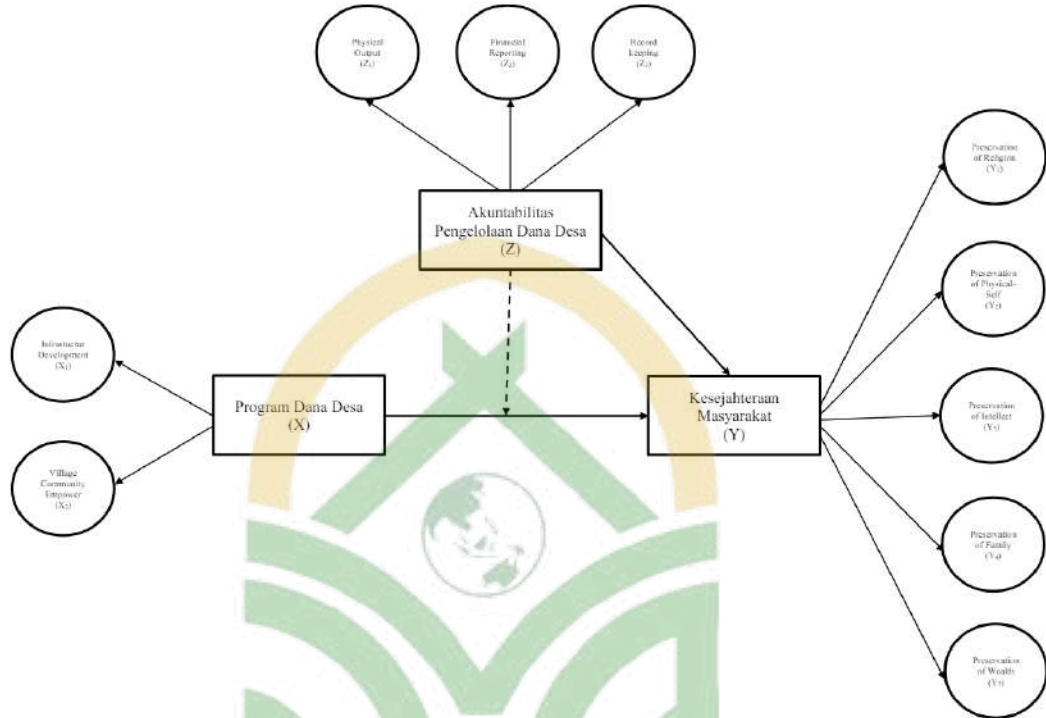 Physical
Output
(Z₁)
Financial
Reporting
(Z₂)
Record
keeping
(Z₃)
Preservation
of Religion
(Y₁)
Akuntabilitas
Pengelolaan Dana Desa
(Z)
Preservation
of Physical-
Self
(Y₂)
Infrastuctur
Development
(X₁)
Program Dana Desa
(X)
Kesejahteraan
Masyarakat
(Y)
Preservation
of Intellect
(Y₃)
Village
Community
Empower
(X₂)
Preservation
of Family
(Y₄)
Preservation
of Wealth
(Y₅)